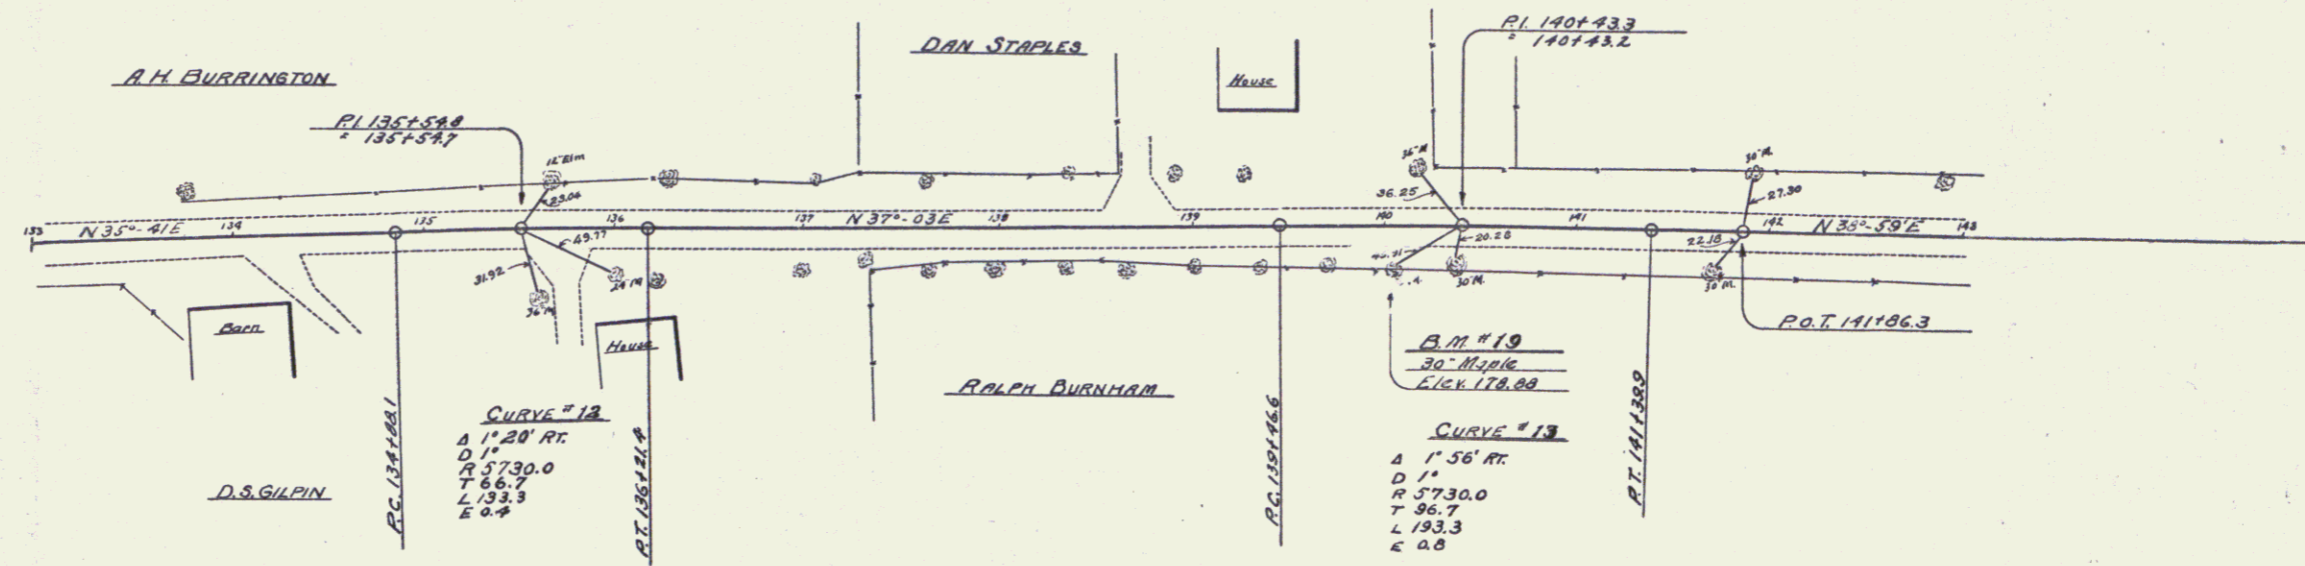 A.H. BURRINGTON
DAN STAPLES
House
P.I. 140+43.3
= 140+43.2
P.I. 135+54.8
= 135+54.7
12" Elm
23.04
36" M.
36.25
30" M.
27.30
133
N 35°-41'E
134
135
136
137
N 37°-03'E
138
139
140
141
142
N 38°-59'E
143
49.77
31.92
24" M
36" M
20.28
30" M.
22.18
30" M.
Barn
House
P.O.T. 141+86.3
B.M. #19
30" Maple
Elev. 178.88
RALPH BURNHAM
D.S. GILPIN
P.C. 134+88.1
CURVE #12
Δ 1° 20' RT.
D 1°
R 5730.0
T 66.7
L 133.3
E 0.4
P.T. 136+21.4
P.C. 139+46.6
CURVE #13
Δ 1° 56' RT.
D 1°
R 5730.0
T 96.7
L 193.3
E 0.8
P.T. 141+39.9